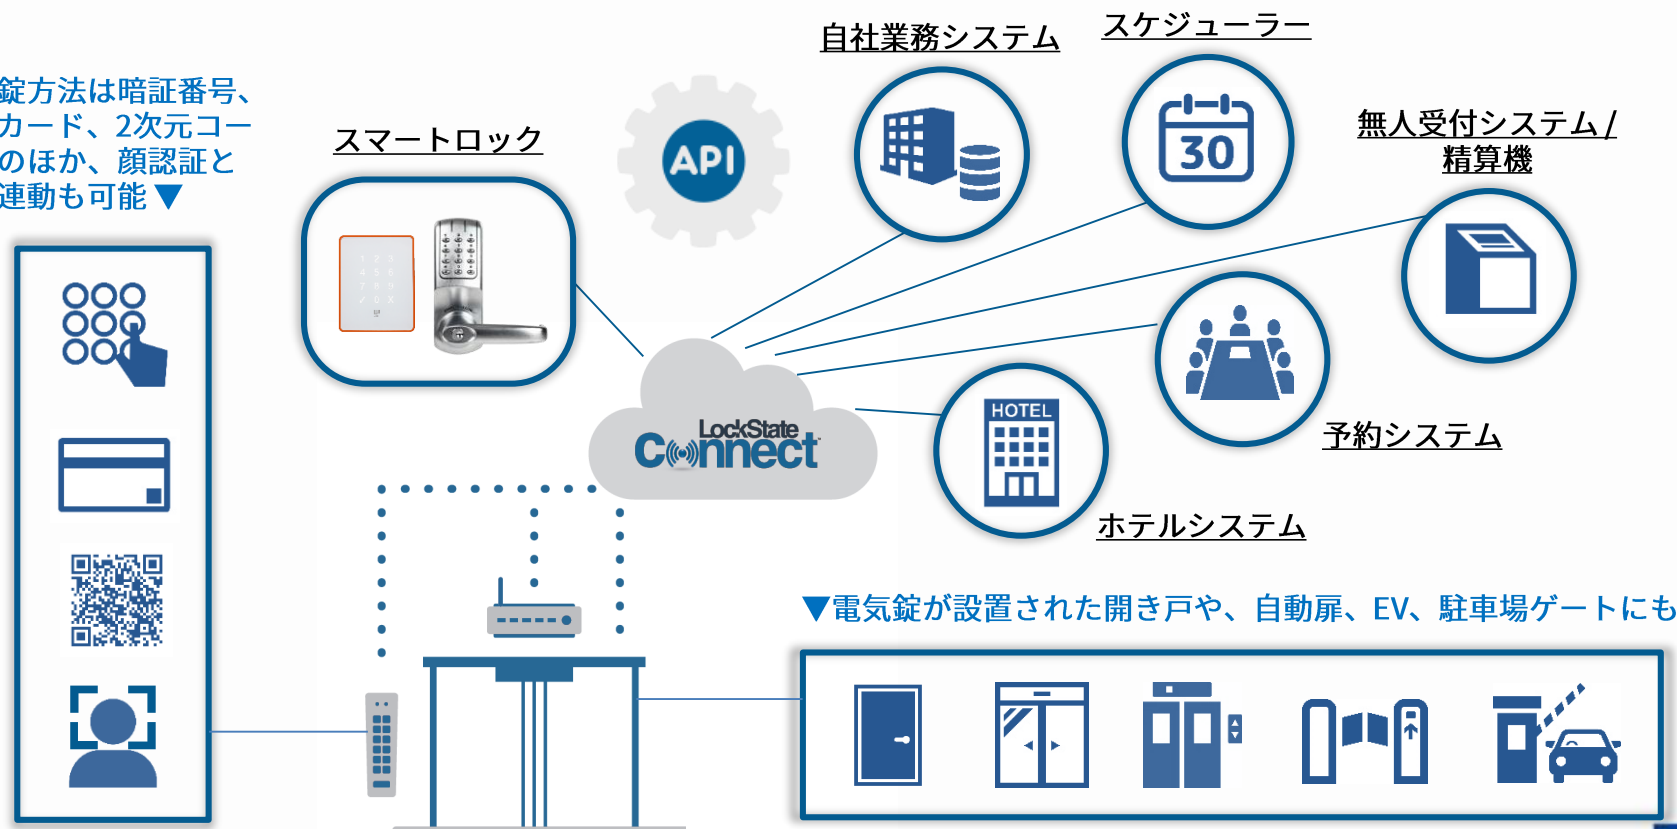 自社業務システム
スケジューラー
錠方法は暗証番号、
カード、2次元コー
のほか、顔認証と
連動も可能▼
スマートロック
API
30
無人受付システム/
精算機
LockState
Connect™
HOTEL
予約システム
ホテルシステム
▼電気錠が設置された開き戸や、自動扉、EV、駐車場ゲートにも